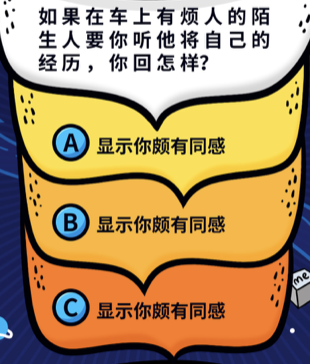 如果在车上有烦人的陌
生人要你听他将自己的
经历，你回怎样?
A 显示你颇有同感
B 显示你颇有同感
C 显示你颇有同感
me